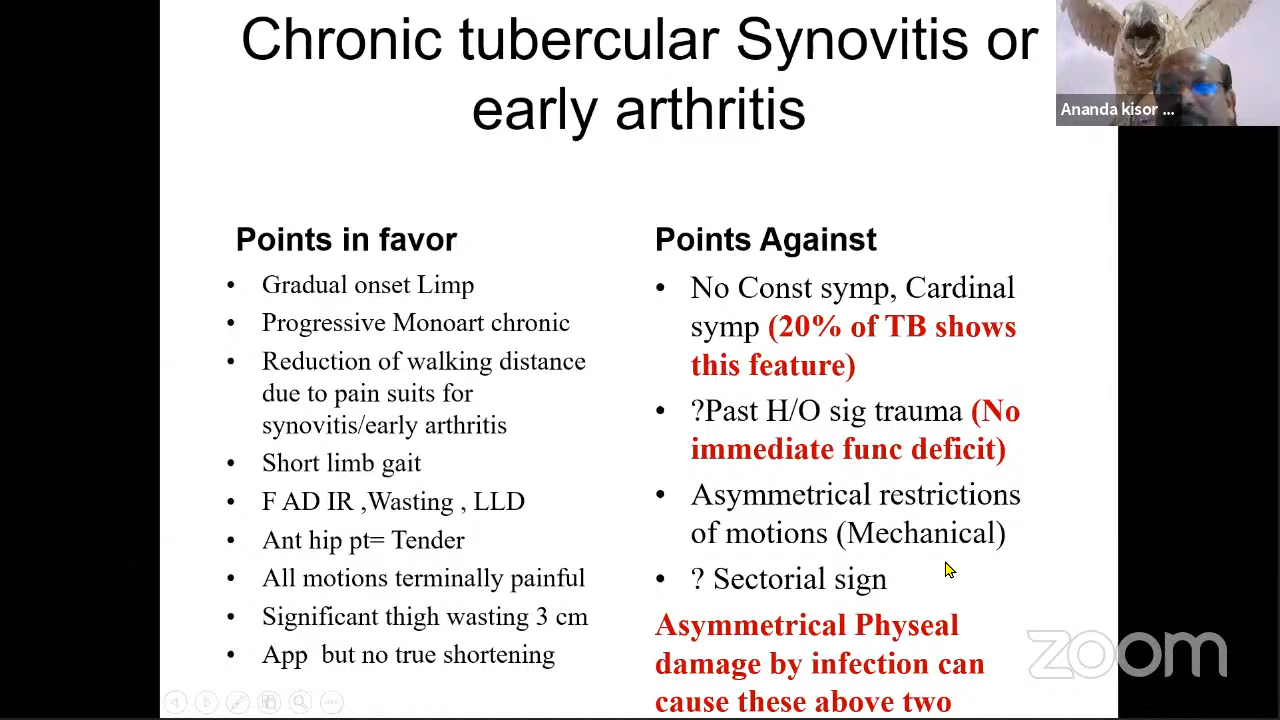 Chronic tubercular Synovitis or
early arthritis
Ananda kisor ...
Points in favor
• Gradual onset Limp
• Progressive Monoart chronic
• Reduction of walking distance
due to pain suits for
synovitis/early arthritis
• Short limb gait
• F AD IR ,Wasting , LLD
• Ant hip pt= Tender
• All motions terminally painful
• Significant thigh wasting 3 cm
• App but no true shortening
Points Against
• No Const symp, Cardinal
symp (20% of TB shows
this feature)
• ?Past H/O sig trauma (No
immediate func deficit)
• Asymmetrical restrictions
of motions (Mechanical)
• ? Sectorial sign
Asymmetrical Physeal
damage by infection can
cause these above two
zoom